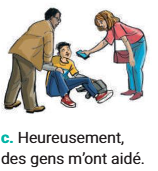 c. Heureusement,
des gens m'ont aidé.